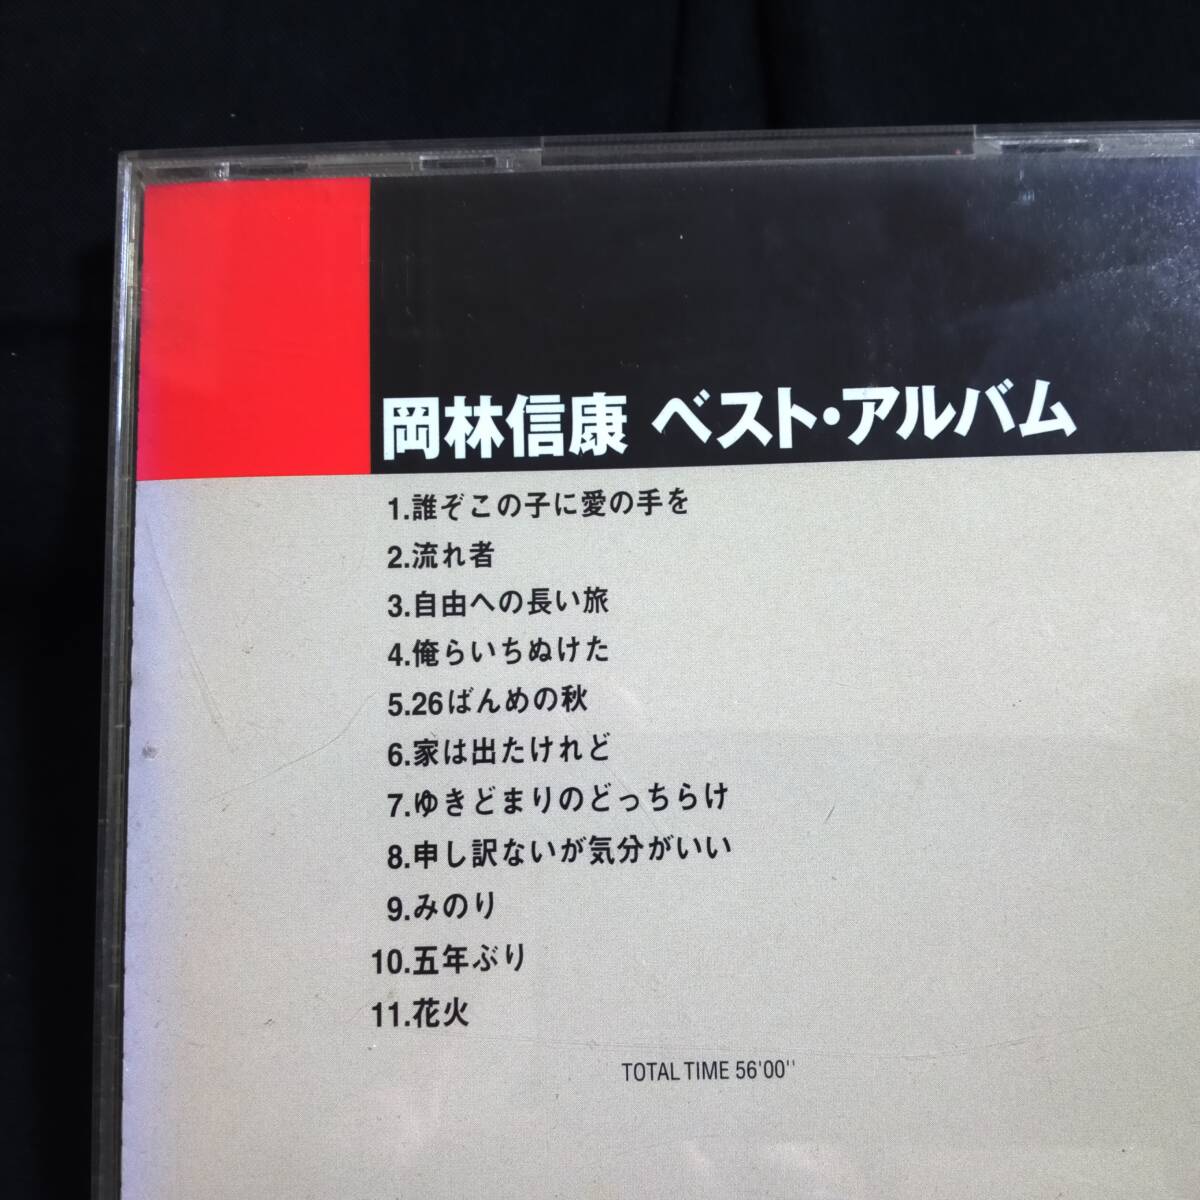 岡林信康 ベスト・アルバム
1.誰ぞこの子に愛の手を
2.流れ者
3.自由への長い旅
4.俺らいちぬけた
5.26ばんめの秋
6.家は出たけれど
7.ゆきどまりのどっちらけ
8.申し訳ないが気分がいい
9.みのり
10.五年ぶり
11.花火
TOTAL TIME 56'00''